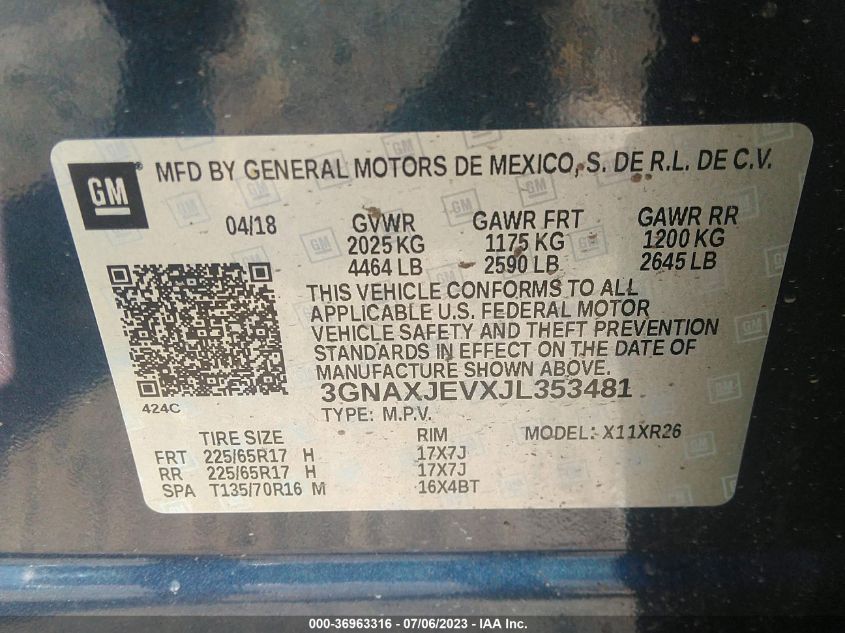 GM
MFD BY GENERAL MOTORS DE MEXICO, S. DE R.L. DE C.V.
04/18 GVWR GAWR FRT GAWR RR
2025 KG 1175 KG 1200 KG
4464 LB 2590 LB 2645 LB
THIS VEHICLE CONFORMS TO ALL
APPLICABLE U.S. FEDERAL MOTOR
VEHICLE SAFETY AND THEFT PREVENTION
STANDARDS IN EFFECT ON THE DATE OF
MANUFACTURE SHOWN ABOVE.
3GNAXJEVXJL353481
424C
TYPE: M.P.V.
TIRE SIZE RIM MODEL: X11XR26
FRT 225/65R17 H 17X7J
RR 225/65R17 H 17X7J
SPA T135/70R16 M 16X4BT
000-36963316 - 07/06/2023 - IAA Inc.